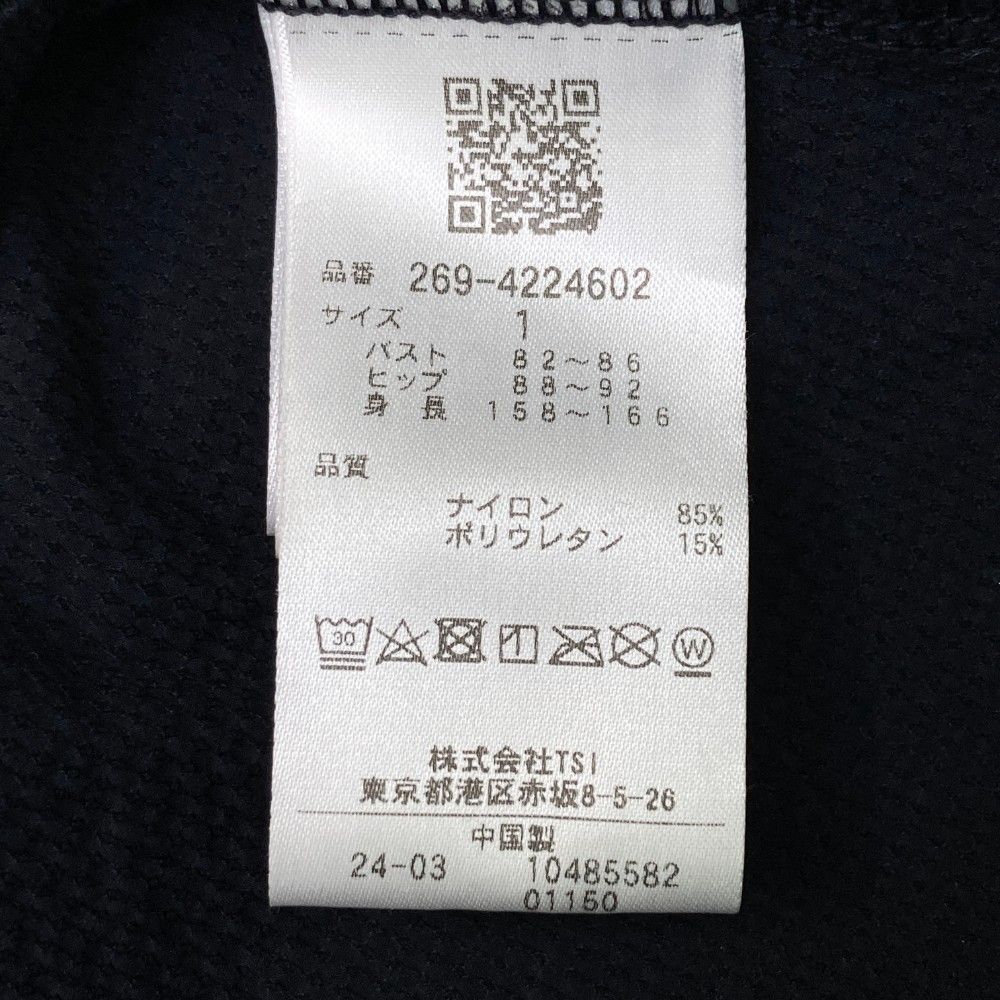 品番 269-4224602
サイズ 1
バスト 82～86
ヒップ 88～92
身長 158～166
品質
ナイロン 85%
ポリウレタン 15%
30
W
株式会社TSI
東京都港区赤坂8-5-26
中国製
24-03 10485582
01150